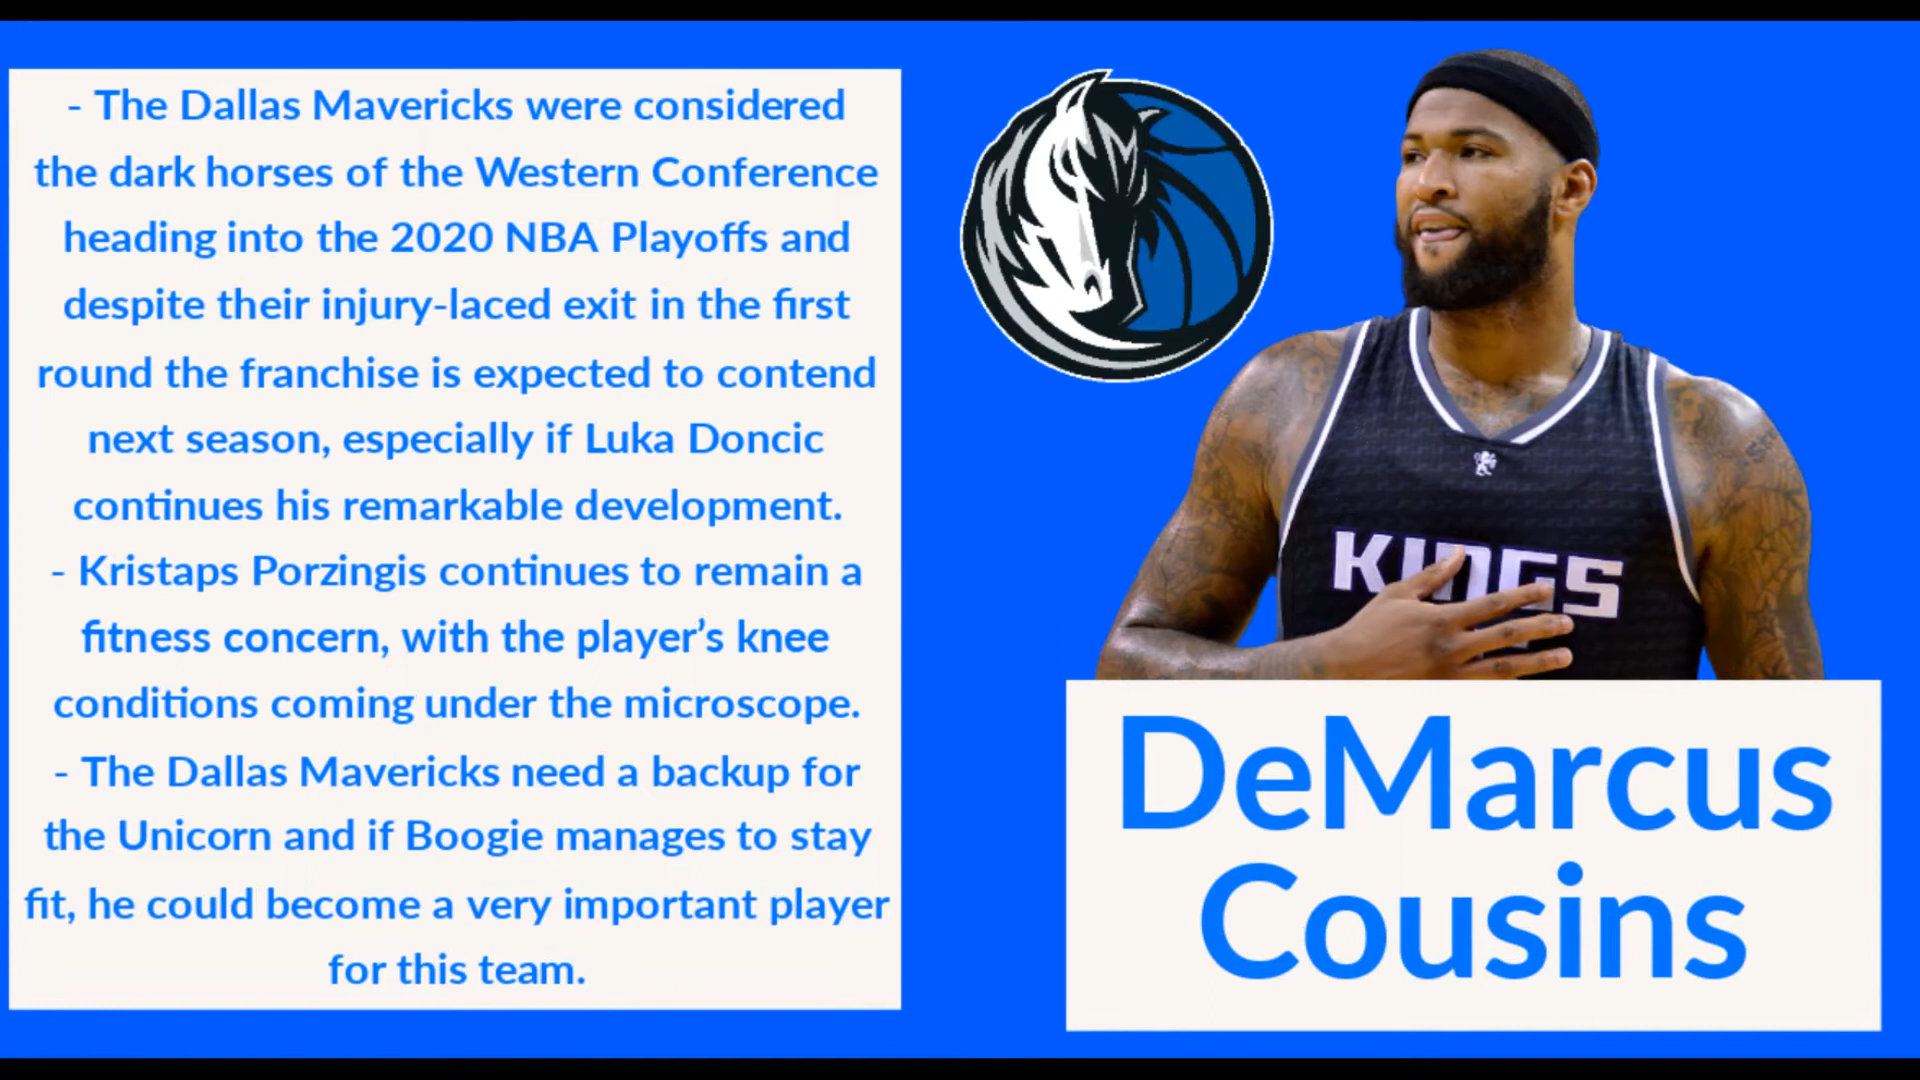 - The Dallas Mavericks were considered
the dark horses of the Western Conference
heading into the 2020 NBA Playoffs and
despite their injury-laced exit in the first
round the franchise is expected to contend
next season, especially if Luka Doncic
continues his remarkable development.
- Kristaps Porzingis continues to remain a
fitness concern, with the player’s knee
conditions coming under the microscope.
- The Dallas Mavericks need a backup for
the Unicorn and if Boogie manages to stay
fit, he could become a very important player
for this team.
KINGS
DeMarcus
Cousins